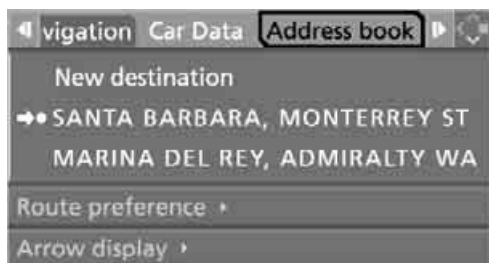 vigation Car Data Address book
New destination
SANTA BARBARA, MONTERREY ST
MARINA DEL REY, ADMIRALTY WA
Route preference
Arrow display